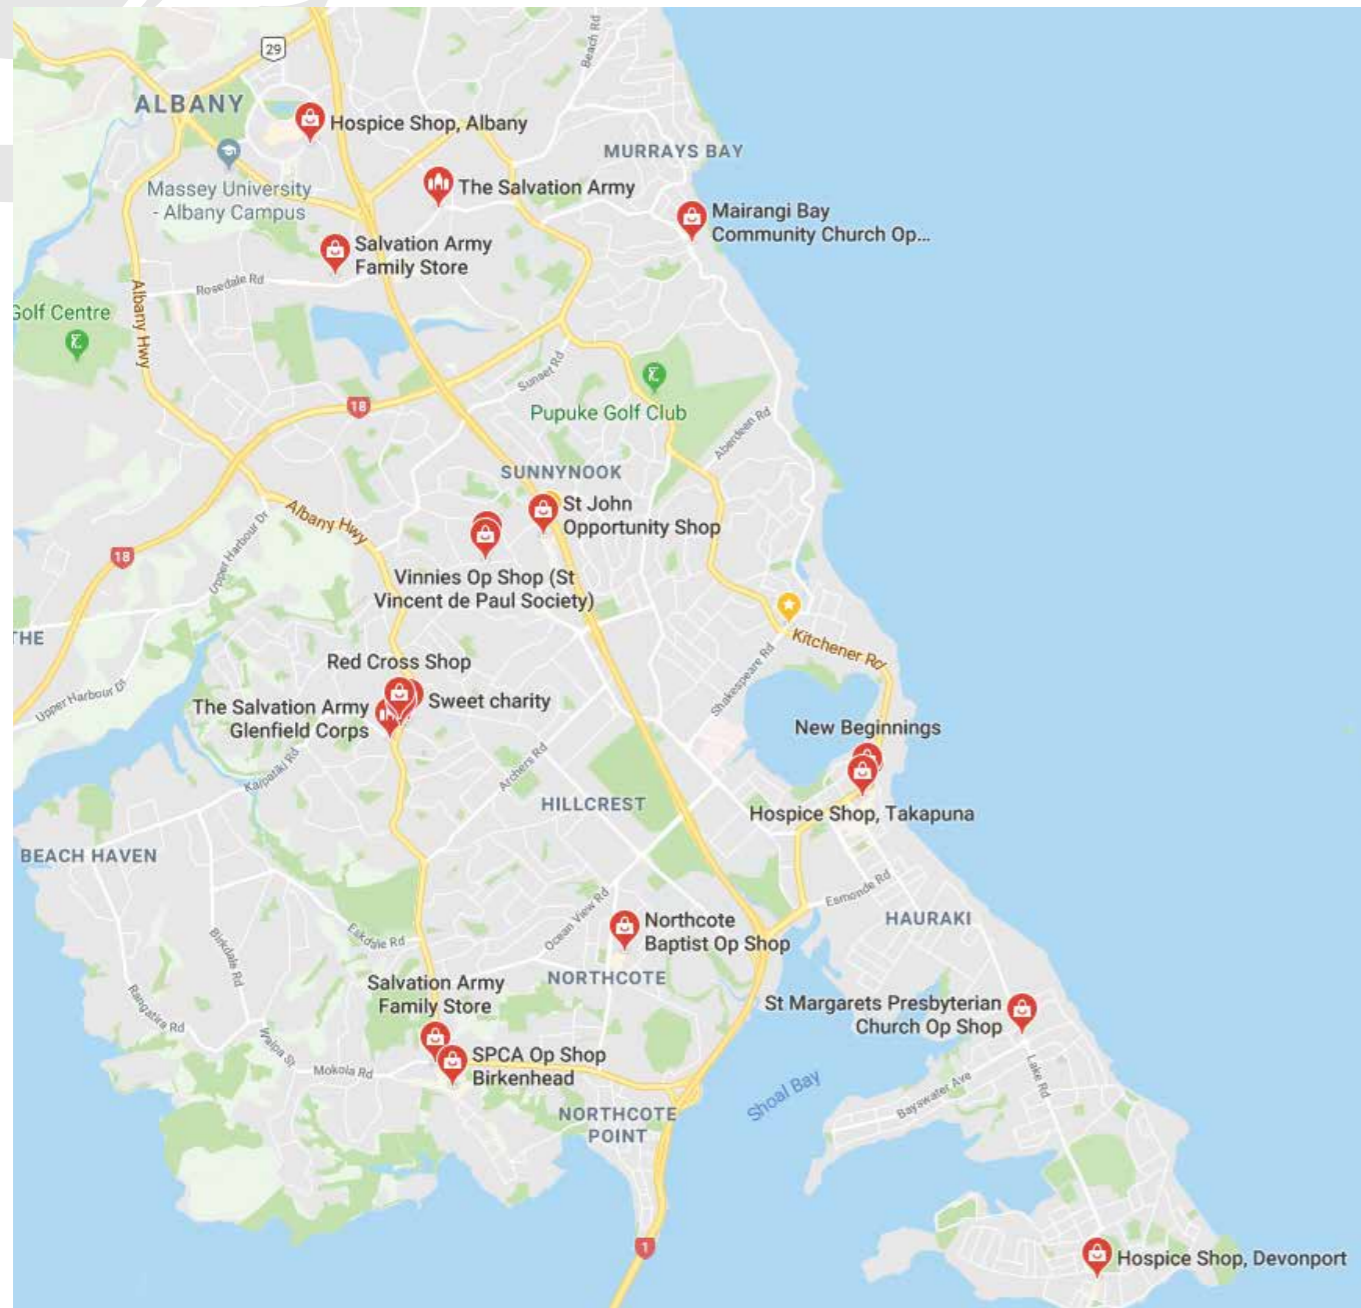 29
Beach Rd
ALBANY
Hospice Shop, Albany
MURRAYS BAY
Massey University
- Albany Campus
The Salvation Army
Mairangi Bay
Community Church Op...
Salvation Army
Family Store
Rosedale Rd
Albany Hwy
Golf Centre
Sunset Rd
18
Pupuke Golf Club
Aberdeen Rd
SUNNYNOOK
St John
Opportunity Shop
Albany Hwy
Upper Harbour Dr
18
Vinnies Op Shop (St
Vincent de Paul Society)
THE
Kitchener Rd
Shakespeare Rd
Red Cross Shop
Upper Harbour Dr
The Salvation Army
Glenfield Corps
Sweet charity
New Beginnings
Kaipatiki Rd
Archers Rd
HILLCREST
Hospice Shop, Takapuna
BEACH HAVEN
Esmonde Rd
HAURAKI
Ocean View Rd
Northcote
Baptist Op Shop
Eskdale Rd
Birkdale Rd
NORTHCOTE
Salvation Army
Family Store
Rangatira Rd
St Margarets Presbyterian
Church Op Shop
Waipa St
Mokoia Rd
SPCA Op Shop
Birkenhead
Lake Rd
Shoal Bay
Bayswater Ave
NORTHCOTE
POINT
1
Hospice Shop, Devonport